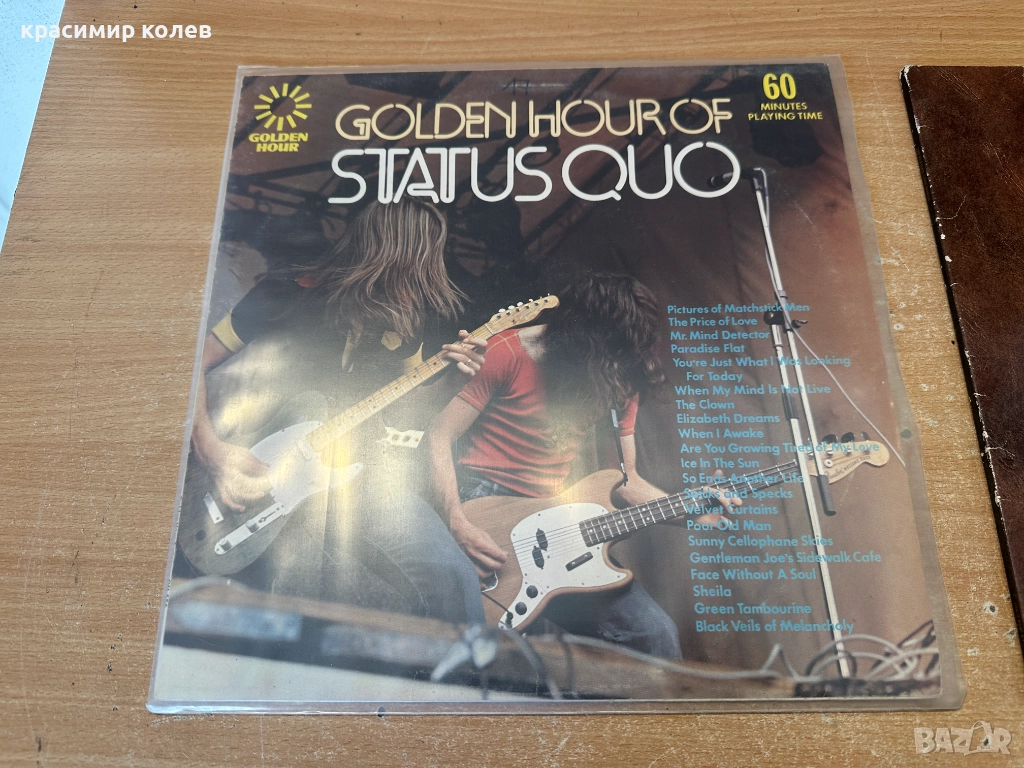 красимир колев
GOLDEN HOUR
GOLDEN HOUR OF
STATUS QUO
60
MINUTES
PLAYING TIME
Pictures of Matchstick Men
The Price of Love
Mr. Mind Detector
Paradise Flat
You're Just What I Was Looking
For Today
When My Mind Is Not Live
The Clown
Elizabeth Dreams
When I Awake
Are You Growing Tired of My Love
Ice In The Sun
So Ends Another Life
Spicks and Specks
Velvet Curtains
Poor Old Man
Sunny Cellophane Skies
Gentleman Joe's Sidewalk Cafe
Face Without A Soul
Sheila
Green Tambourine
Black Veils of Melancholy
BAZAR